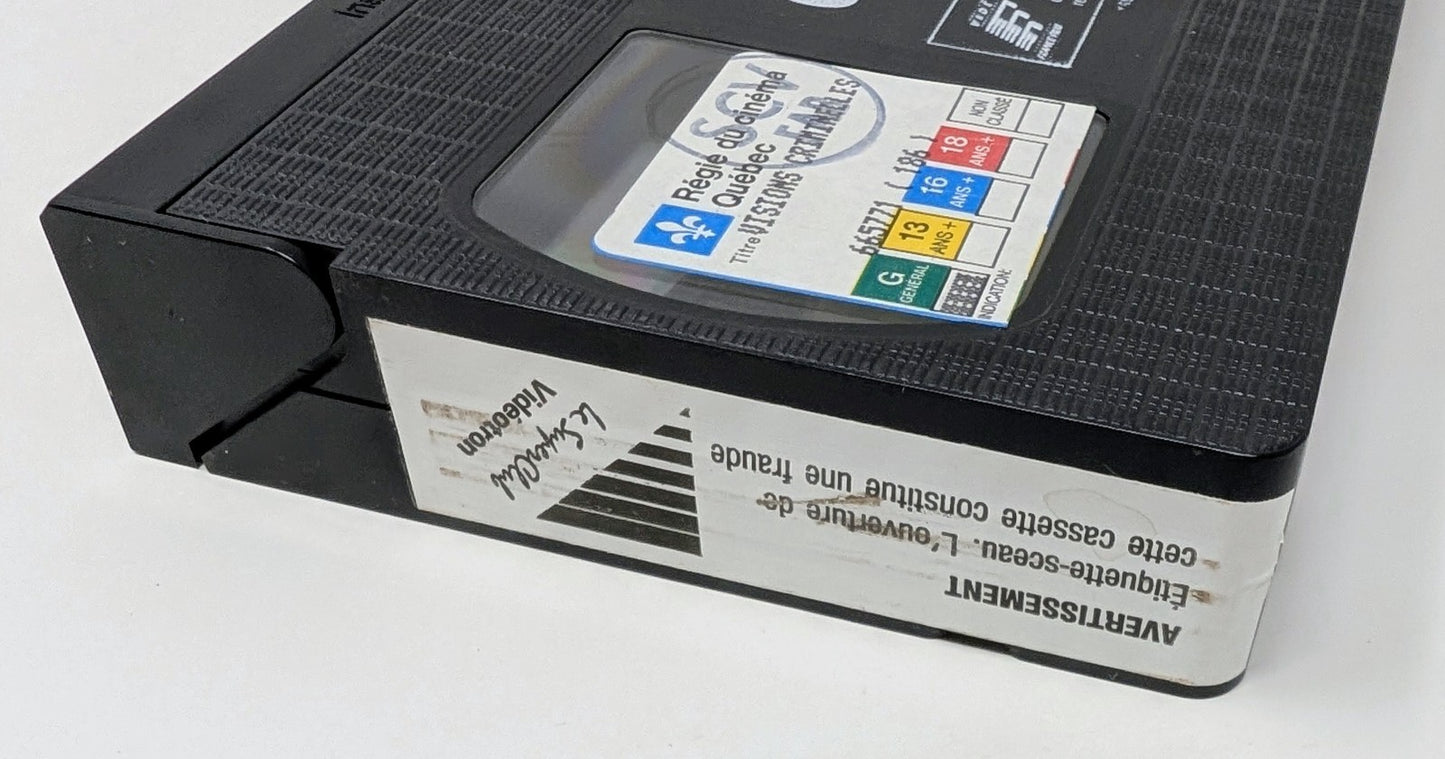 Régie du cinéma
Québec
Titre VISIONS CRIMINELLES
665771 ( 186 )
G
GÉNÉRAL
13
ANS +
16
ANS +
18
ANS +
NON
CLASSÉ
INDICATION:
SCV
Le SuperClub
Vidéotron
AVERTISSEMENT
Étiquette-sceau. L'ouverture de
cette cassette constitue une fraude